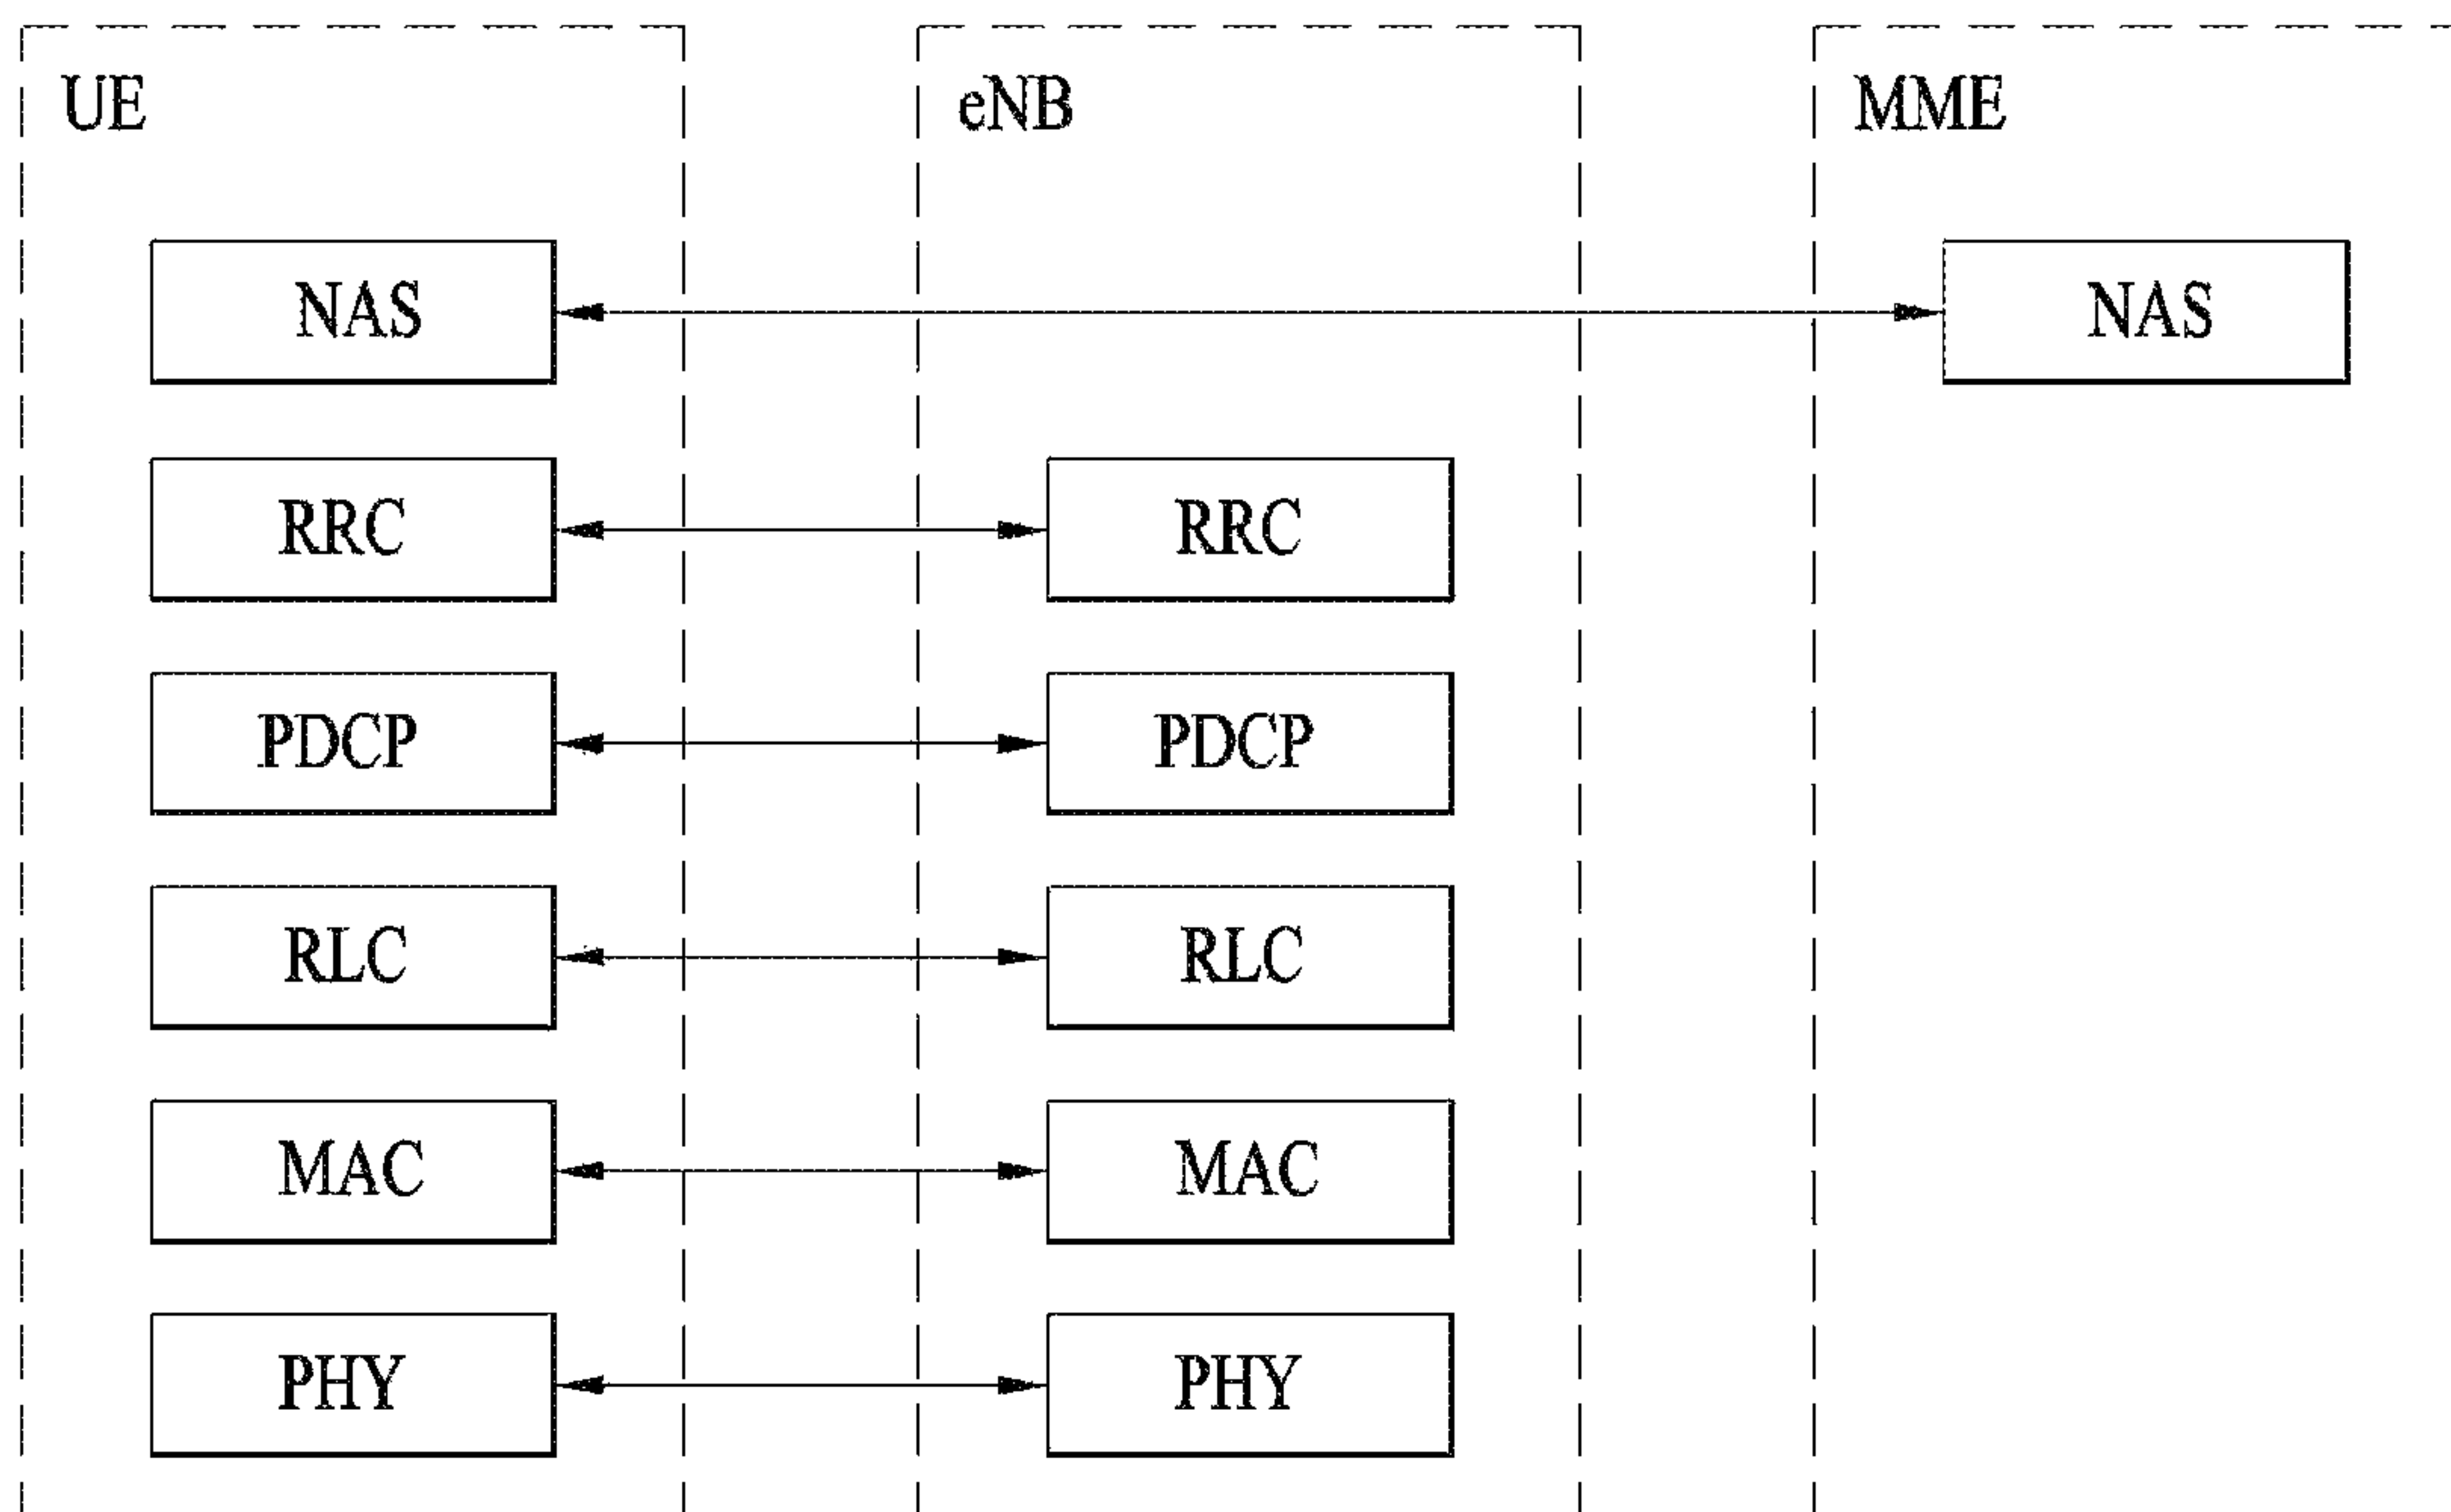 UE eNB MME
NAS NAS
RRC RRC
PDCP PDCP
RLC RLC
MAC MAC
PHY PHY